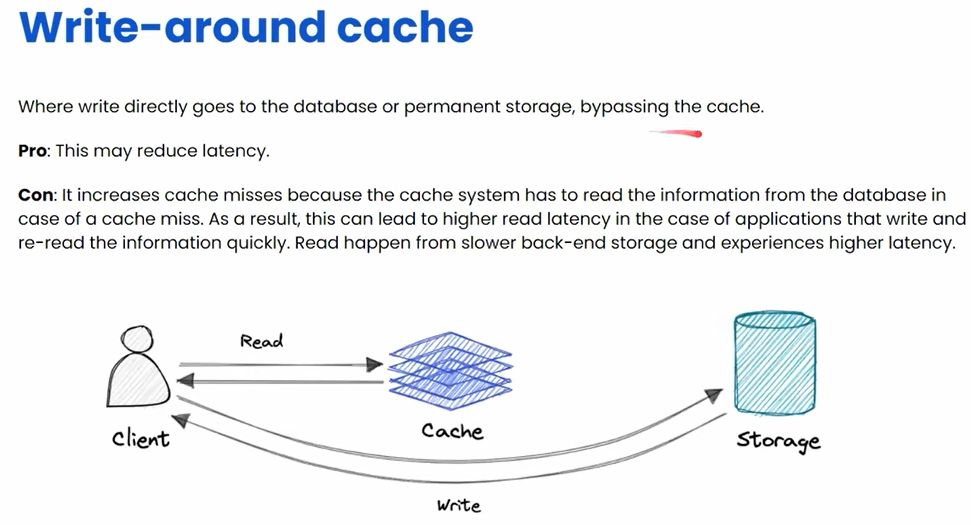 Write-around cache
Where write directly goes to the database or permanent storage, bypassing the cache.
Pro: This may reduce latency.
Con: It increases cache misses because the cache system has to read the information from the database in
case of a cache miss. As a result, this can lead to higher read latency in the case of applications that write and
re-read the information quickly. Read happen from slower back-end storage and experiences higher latency.
Read
Client
Cache
Storage
Write